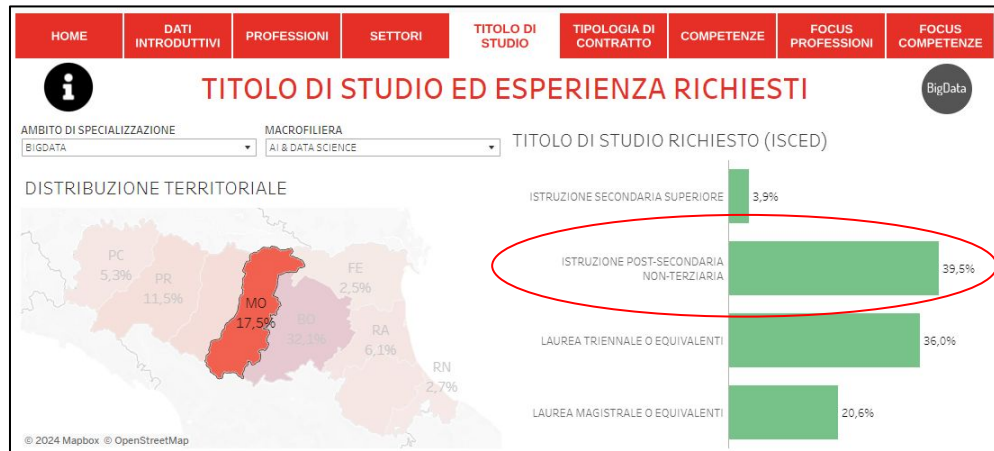 HOME
DATI
INTRODUTTIVI
PROFESSIONI
SETTORI
TITOLO DI
STUDIO
TIPOLOGIA DI
CONTRATTO
COMPETENZE
FOCUS
PROFESSIONI
FOCUS
COMPETENZE
TITOLO DI STUDIO ED ESPERIENZA RICHIESTI
BigData
AMBITO DI SPECIALIZZAZIONE
BIGDATA
MACROFILIERA
AI & DATA SCIENCE
DISTRIBUZIONE TERRITORIALE
PC
5,3%
PR
11,5%
MO
17,5%
BO
32,1%
FE
2,5%
RA
6,1%
RN
2,7%
© 2024 Mapbox © OpenStreetMap
TITOLO DI STUDIO RICHIESTO (ISCED)
ISTRUZIONE SECONDARIA SUPERIORE
3,9%
ISTRUZIONE POST-SECONDARIA
NON-TERZIARIA
39,5%
LAUREA TRIENNALE O EQUIVALENTI
36,0%
LAUREA MAGISTRALE O EQUIVALENTI
20,6%